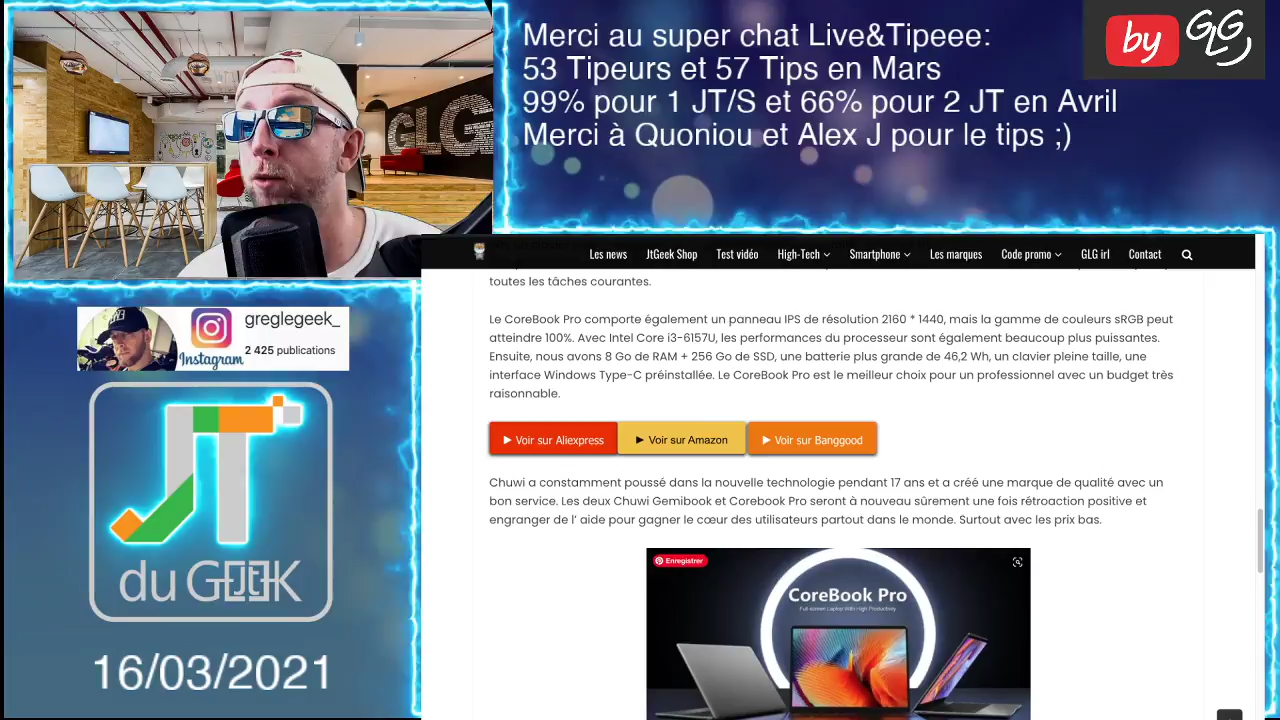 Merci au super chat Live&Tipeee:
53 Tipeurs et 57 Tips en Mars
99% pour 1 JT/S et 66% pour 2 JT en Avril
Merci à Quoniou et Alex J pour le tips ;)
by GLG
GLG
Les news JtGeek Shop Test vidéo High-Tech Smartphone Les marques Code promo GLG irl Contact
toutes les tâches courantes.
Le CoreBook Pro comporte également un panneau IPS de résolution 2160 * 1440, mais la gamme de couleurs sRGB peut
atteindre 100%. Avec Intel Core i3-6157U, les performances du processeur sont également beaucoup plus puissantes.
Ensuite, nous avons 8 Go de RAM + 256 Go de SSD, une batterie plus grande de 46,2 Wh, un clavier pleine taille, une
interface Windows Type-C préinstallée. Le CoreBook Pro est le meilleur choix pour un professionnel avec un budget très
raisonnable.
► Voir sur Aliexpress ► Voir sur Amazon ► Voir sur Banggood
Chuwi a constamment poussé dans la nouvelle technologie pendant 17 ans et a créé une marque de qualité avec un
bon service. Les deux Chuwi Gemibook et Corebook Pro seront à nouveau sûrement une fois rétroaction positive et
engranger de l' aide pour gagner le cœur des utilisateurs partout dans le monde. Surtout avec les prix bas.
Enregistrer
CoreBook Pro
Full-screen Laptop With High Productivity
greglegeek_
2 425 publications
Instagram
JT
du GEEK
16/03/2021